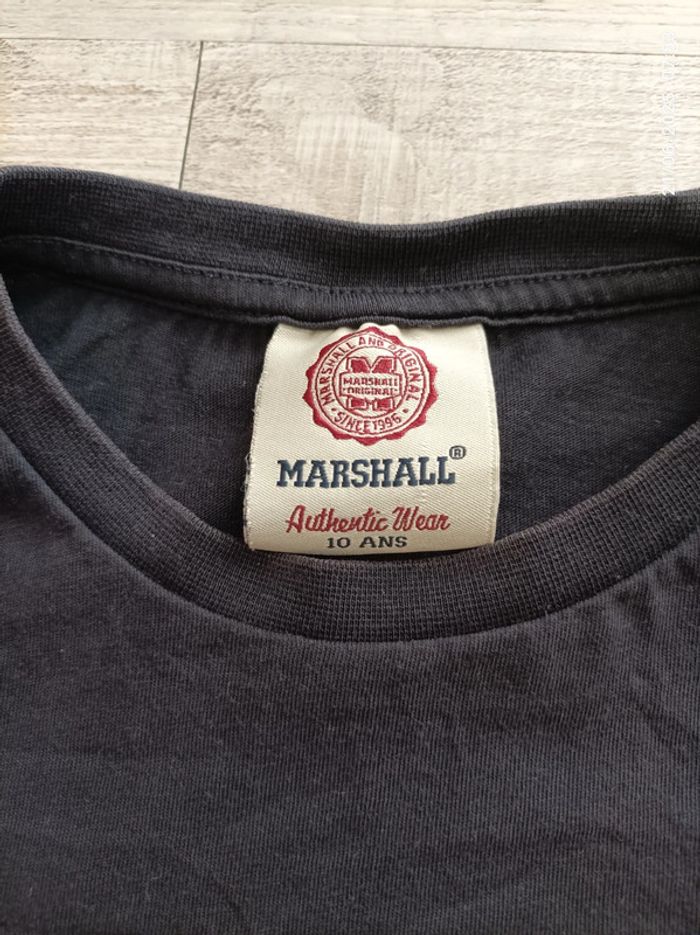 MARSHALL AND ORIGINAL
MARSHALL
ORIGINAL
SINCE 1996
MARSHALL®
Authentic Wear
10 ANS